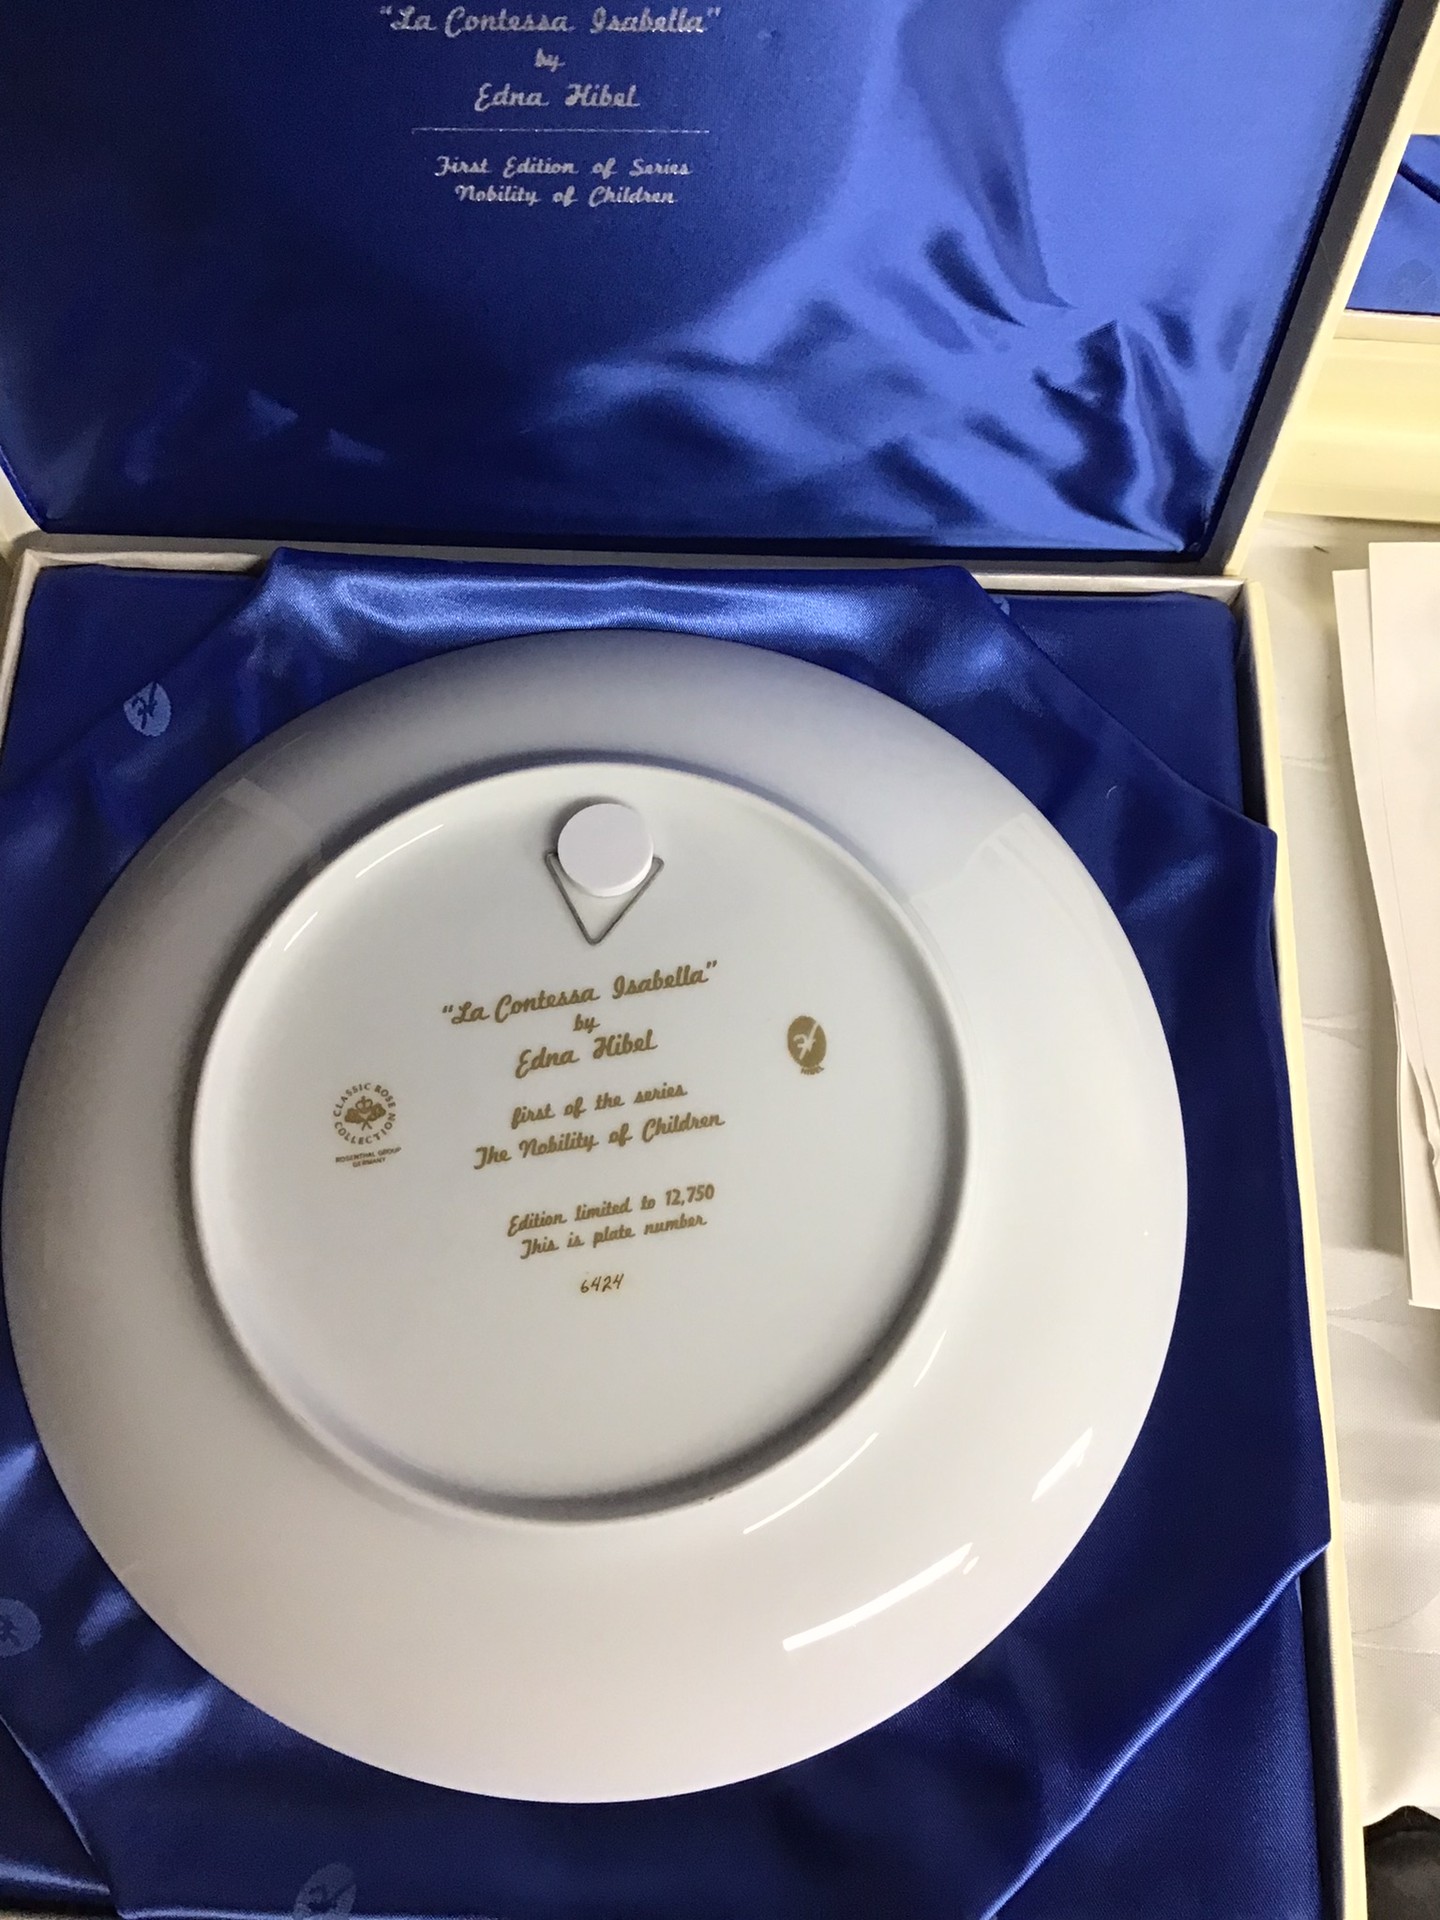 "La Contessa Isabella"
by
Edna Hibel
First Edition of Series
Nobility of Children
"La Contessa Isabella"
by
Edna Hibel
first of the series
The Nobility of Children
Edition limited to 12,750
This is plate number
6424
CLASSIC ROSE COLLECTION
ROSENTHAL GROUP
GERMANY
HIBEL